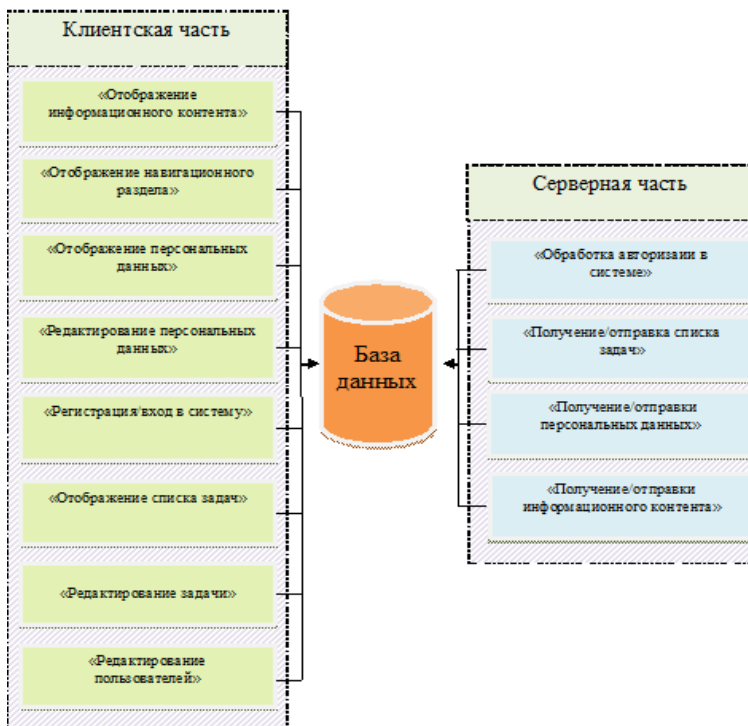 Клиентская часть
«Отображение
информационного контента»
«Отображение навигационного
раздела»
«Отображение персональных
данных»
«Редактирование персональных
данных»
«Регистрация/вход в систему»
«Отображение списка задач»
«Редактирование задачи»
«Редактирование
пользователей»
База
данных
Серверная часть
«Обработка авторизаии в
системе»
«Получение/отправка списка
задач»
«Получение/отправки
персональных данных»
«Получение/отправки
информационного контента»